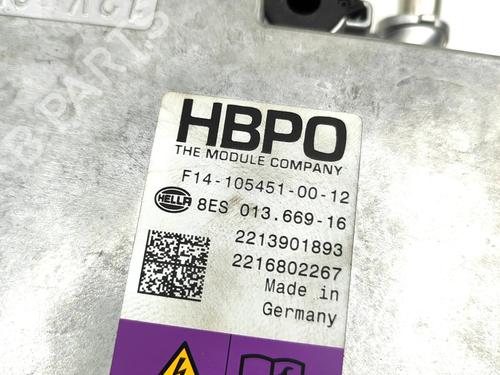 HBPO
THE MODULE COMPANY
F14-105451-00-12
HELLA 8ES 013.669-16
2213901893
2216802267
Made in
Germany